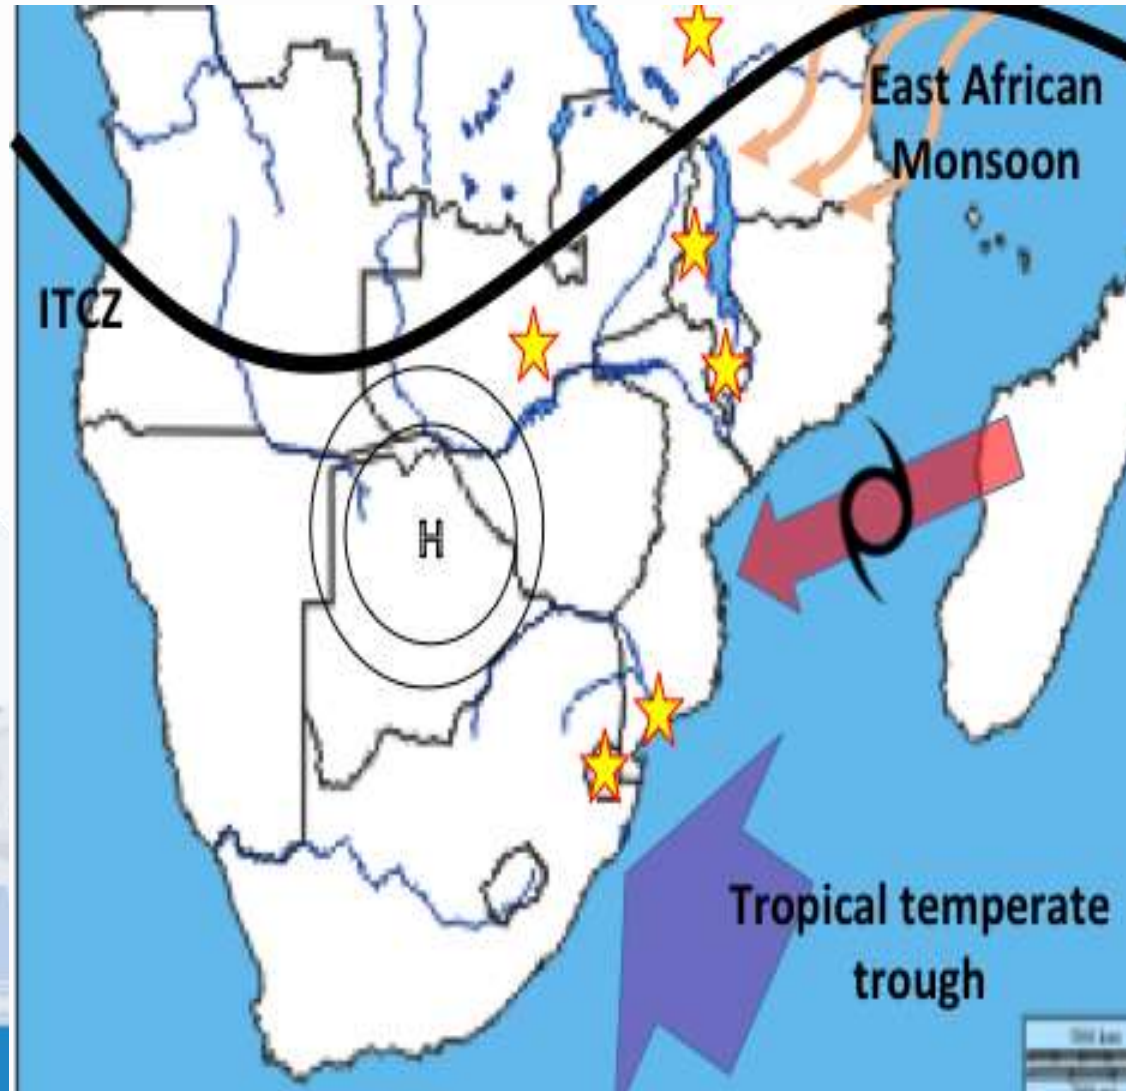 East African
Monsoon
ITCZ
H
Tropical temperate
trough